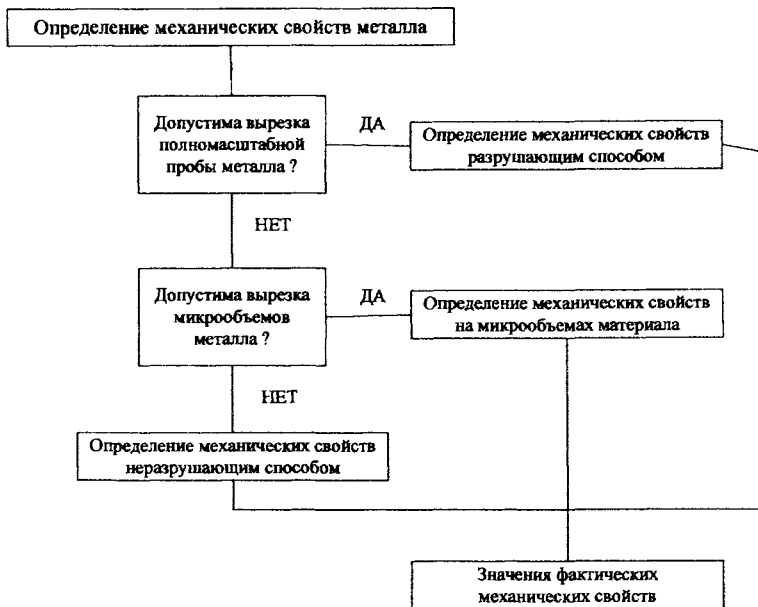 Определение механических свойств металла
Допустима вырезка
полномасштабной
пробы металла ?
ДА
Определение механических свойств
разрушающим способом
НЕТ
Допустима вырезка
микрообъемов
металла ?
ДА
Определение механических свойств
на микрообъемах материала
НЕТ
Определение механических свойств
неразрушающим способом
Значения фактических
механических свойств